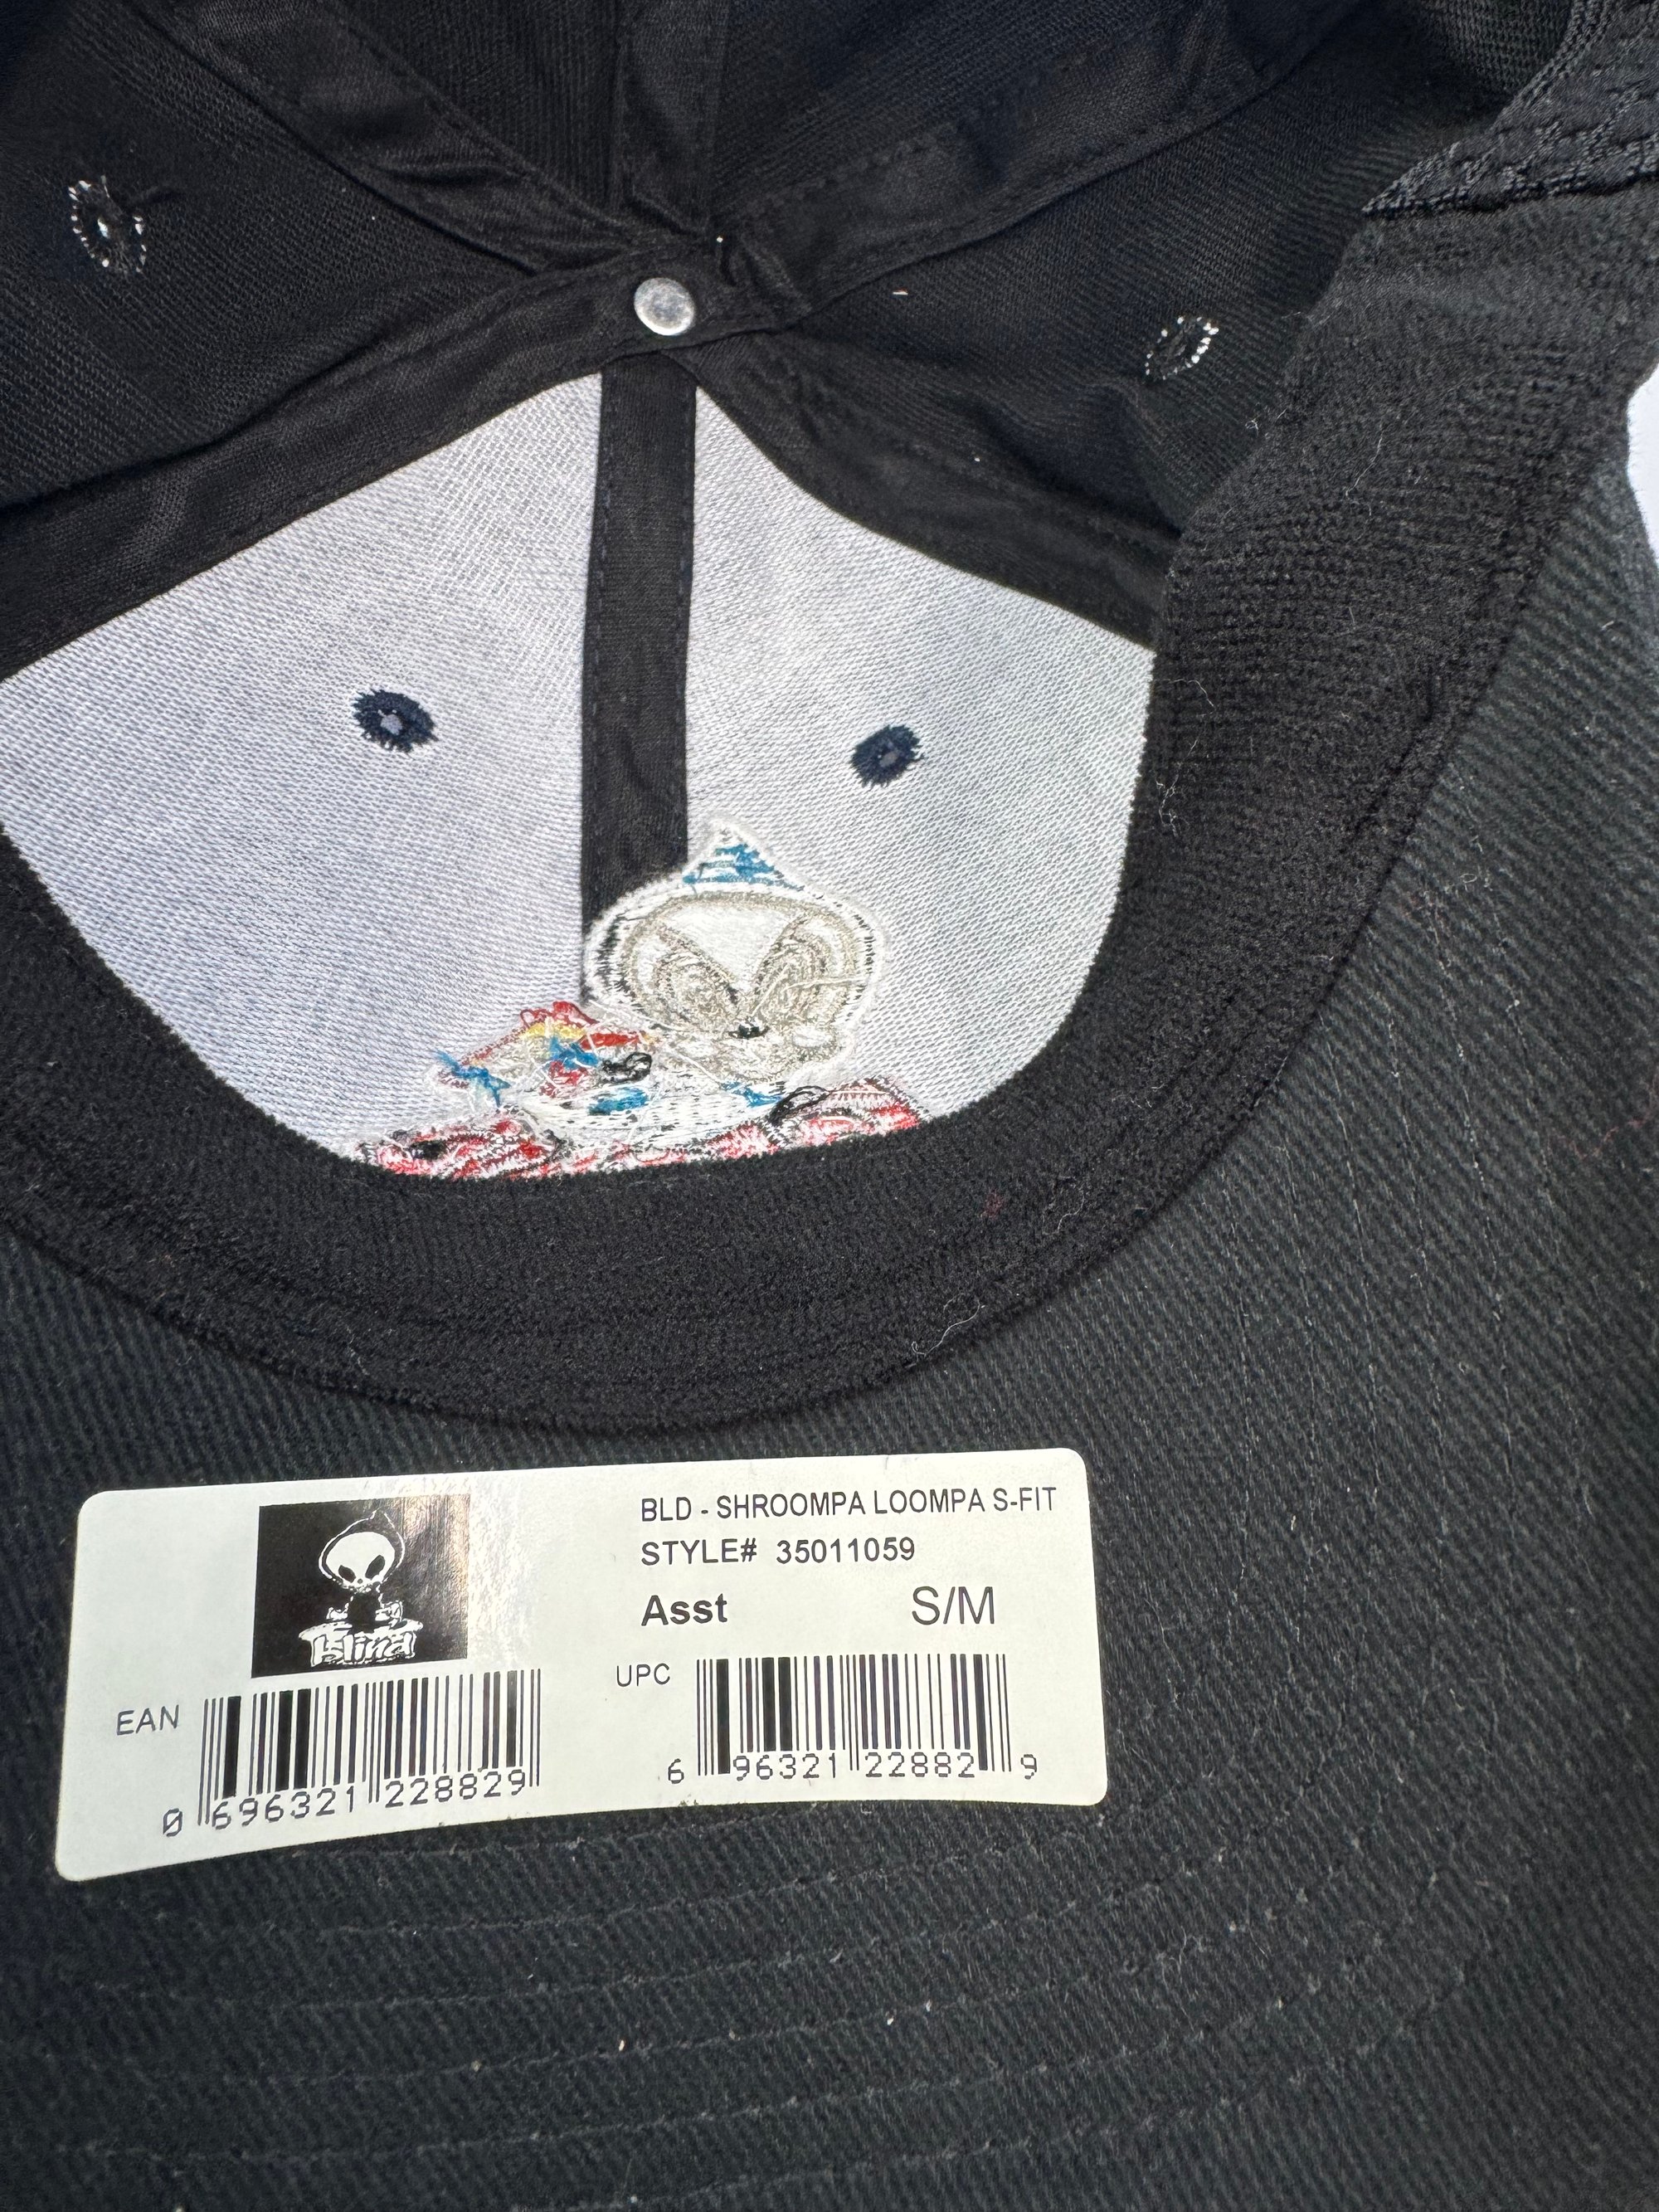 BLD - SHROOMPA LOOMPA S-FIT
STYLE# 35011059
Asst S/M
blind
EAN
0 696321 228829
UPC
6 96321 22882 9